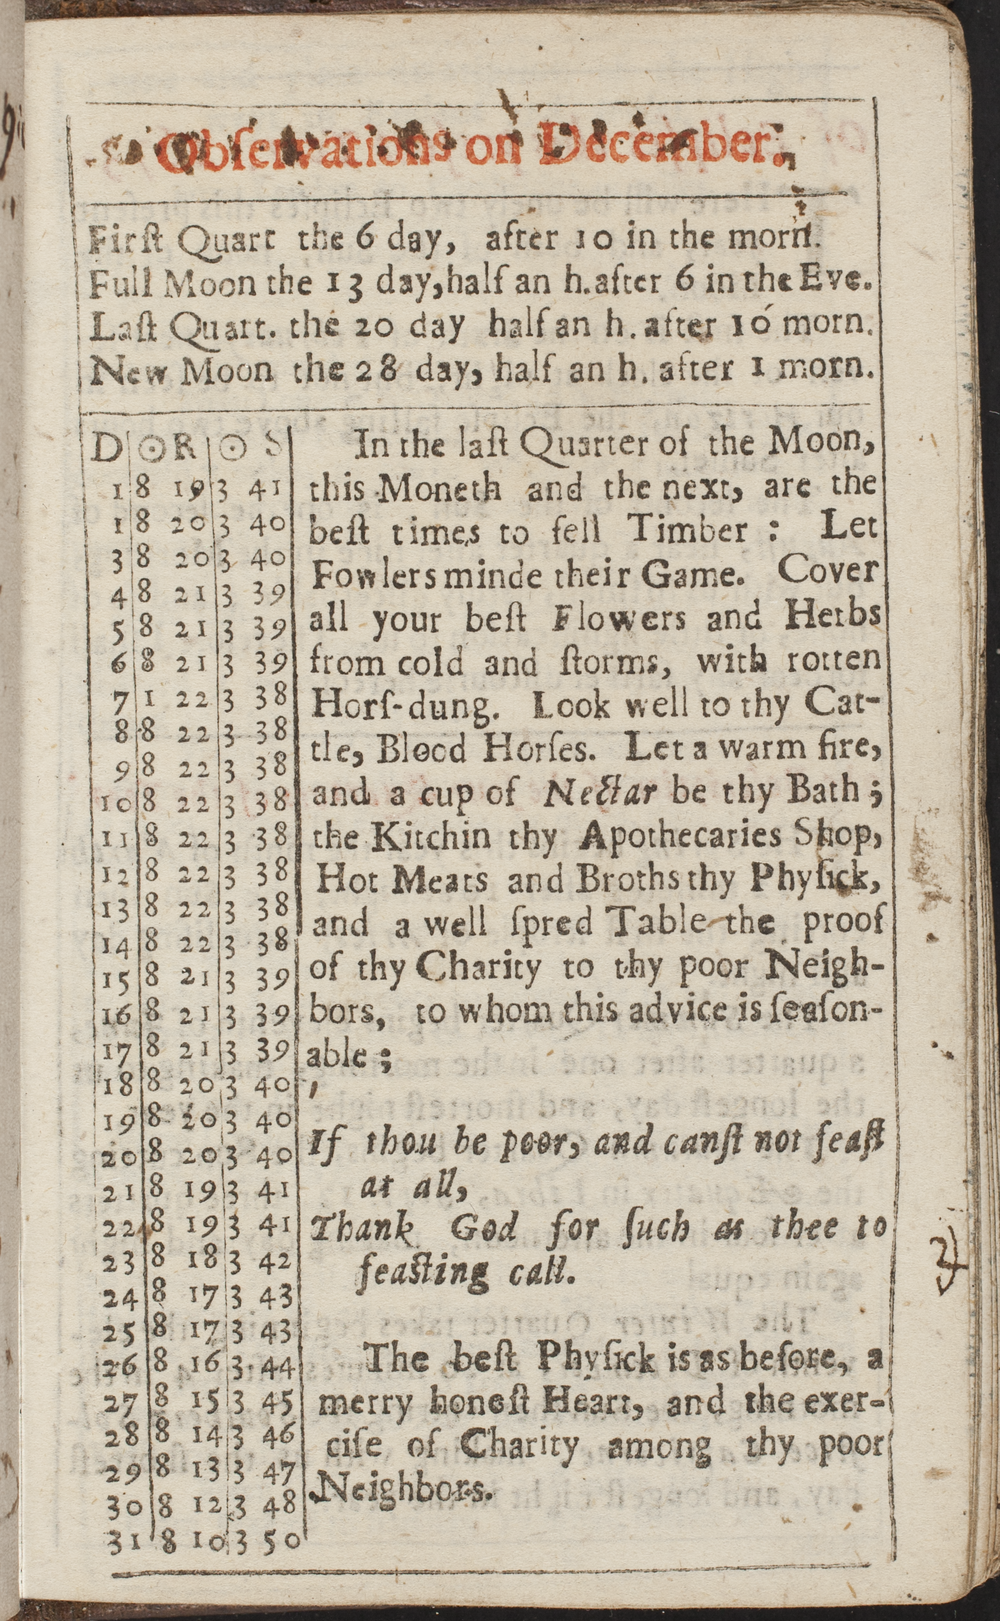 Obſervations on December.
Firſt Quart the 6 day, after 10 in the morn.
Full Moon the 13 day, half an h. after 6 in the Eve.
Laſt Quart. the 20 day half an h. after 10 morn.
New Moon the 28 day, half an h. after 1 morn.
D ☉ R ☉ S
1 8 19 3 41
1 8 20 3 40
3 8 20 3 40
4 8 21 3 39
5 8 21 3 39
6 8 21 3 39
7 1 22 3 38
8 8 22 3 38
9 8 22 3 38
10 8 22 3 38
11 8 22 3 38
12 8 22 3 38
13 8 22 3 38
14 8 22 3 38
15 8 21 3 39
16 8 21 3 39
17 8 21 3 39
18 8 20 3 40
19 8 20 3 40
20 8 20 3 40
21 8 19 3 41
22 8 19 3 41
23 8 18 3 42
24 8 17 3 43
25 8 17 3 43
26 8 16 3 44
27 8 15 3 45
28 8 14 3 46
29 8 13 3 47
30 8 12 3 48
31 8 10 3 50
In the laſt Quarter of the Moon,
this Moneth and the next, are the
beſt times to fell Timber : Let
Fowlers minde their Game. Cover
all your beſt Flowers and Herbs
from cold and ſtorms, with rotten
Horſ-dung. Look well to thy Cat-
tle, Blood Horſes. Let a warm fire,
and a cup of Nectar be thy Bath ;
the Kitchin thy Apothecaries Shop,
Hot Meats and Broths thy Phyſick,
and a well ſpred Table the proof
of thy Charity to thy poor Neigh-
bors, to whom this advice is ſeaſon-
able ;
If thou be poor, and canſt not feaſt
at all,
Thank God for ſuch as thee to
feaſting call.
The beſt Phyſick is as before, a
merry honeſt Heart, and the exer-
ciſe of Charity among thy poor
Neighbors.